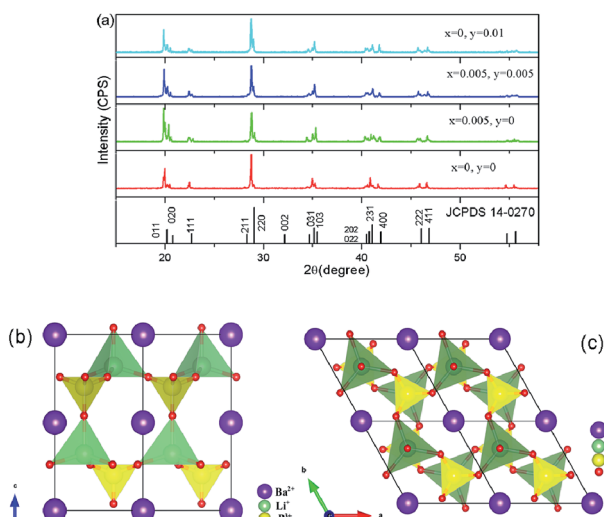 (a)
x=0, y=0.01
x=0.005, y=0.005
x=0.005, y=0
x=0, y=0
Intensity (CPS)
JCPDS 14-0270
011
020
111
211
220
002
031
103
202
022
231
400
222
411
20 30 40 50
2θ(degree)
(b)
(c)
c
b
a
Ba²⁺
Li⁺